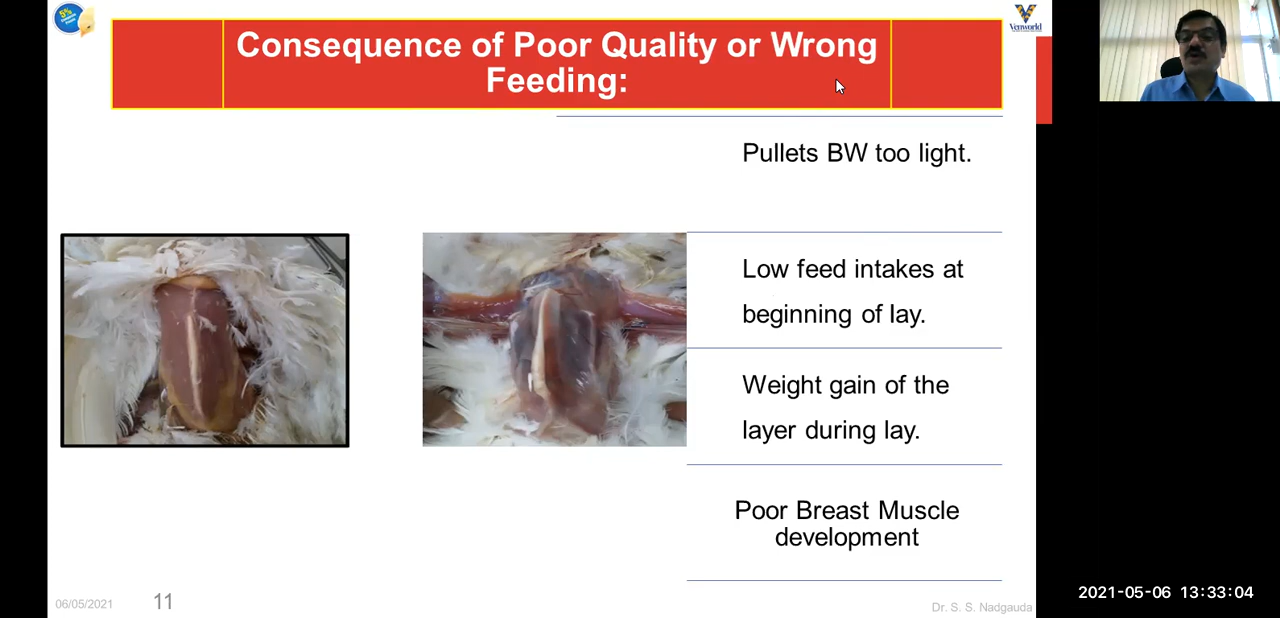 5%
Venworld
Consequence of Poor Quality or Wrong
Feeding:
Pullets BW too light.
Low feed intakes at
beginning of lay.
Weight gain of the
layer during lay.
Poor Breast Muscle
development
06/05/2021
11
Dr. S. S. Nadgauda
2021-05-06 13:33:04